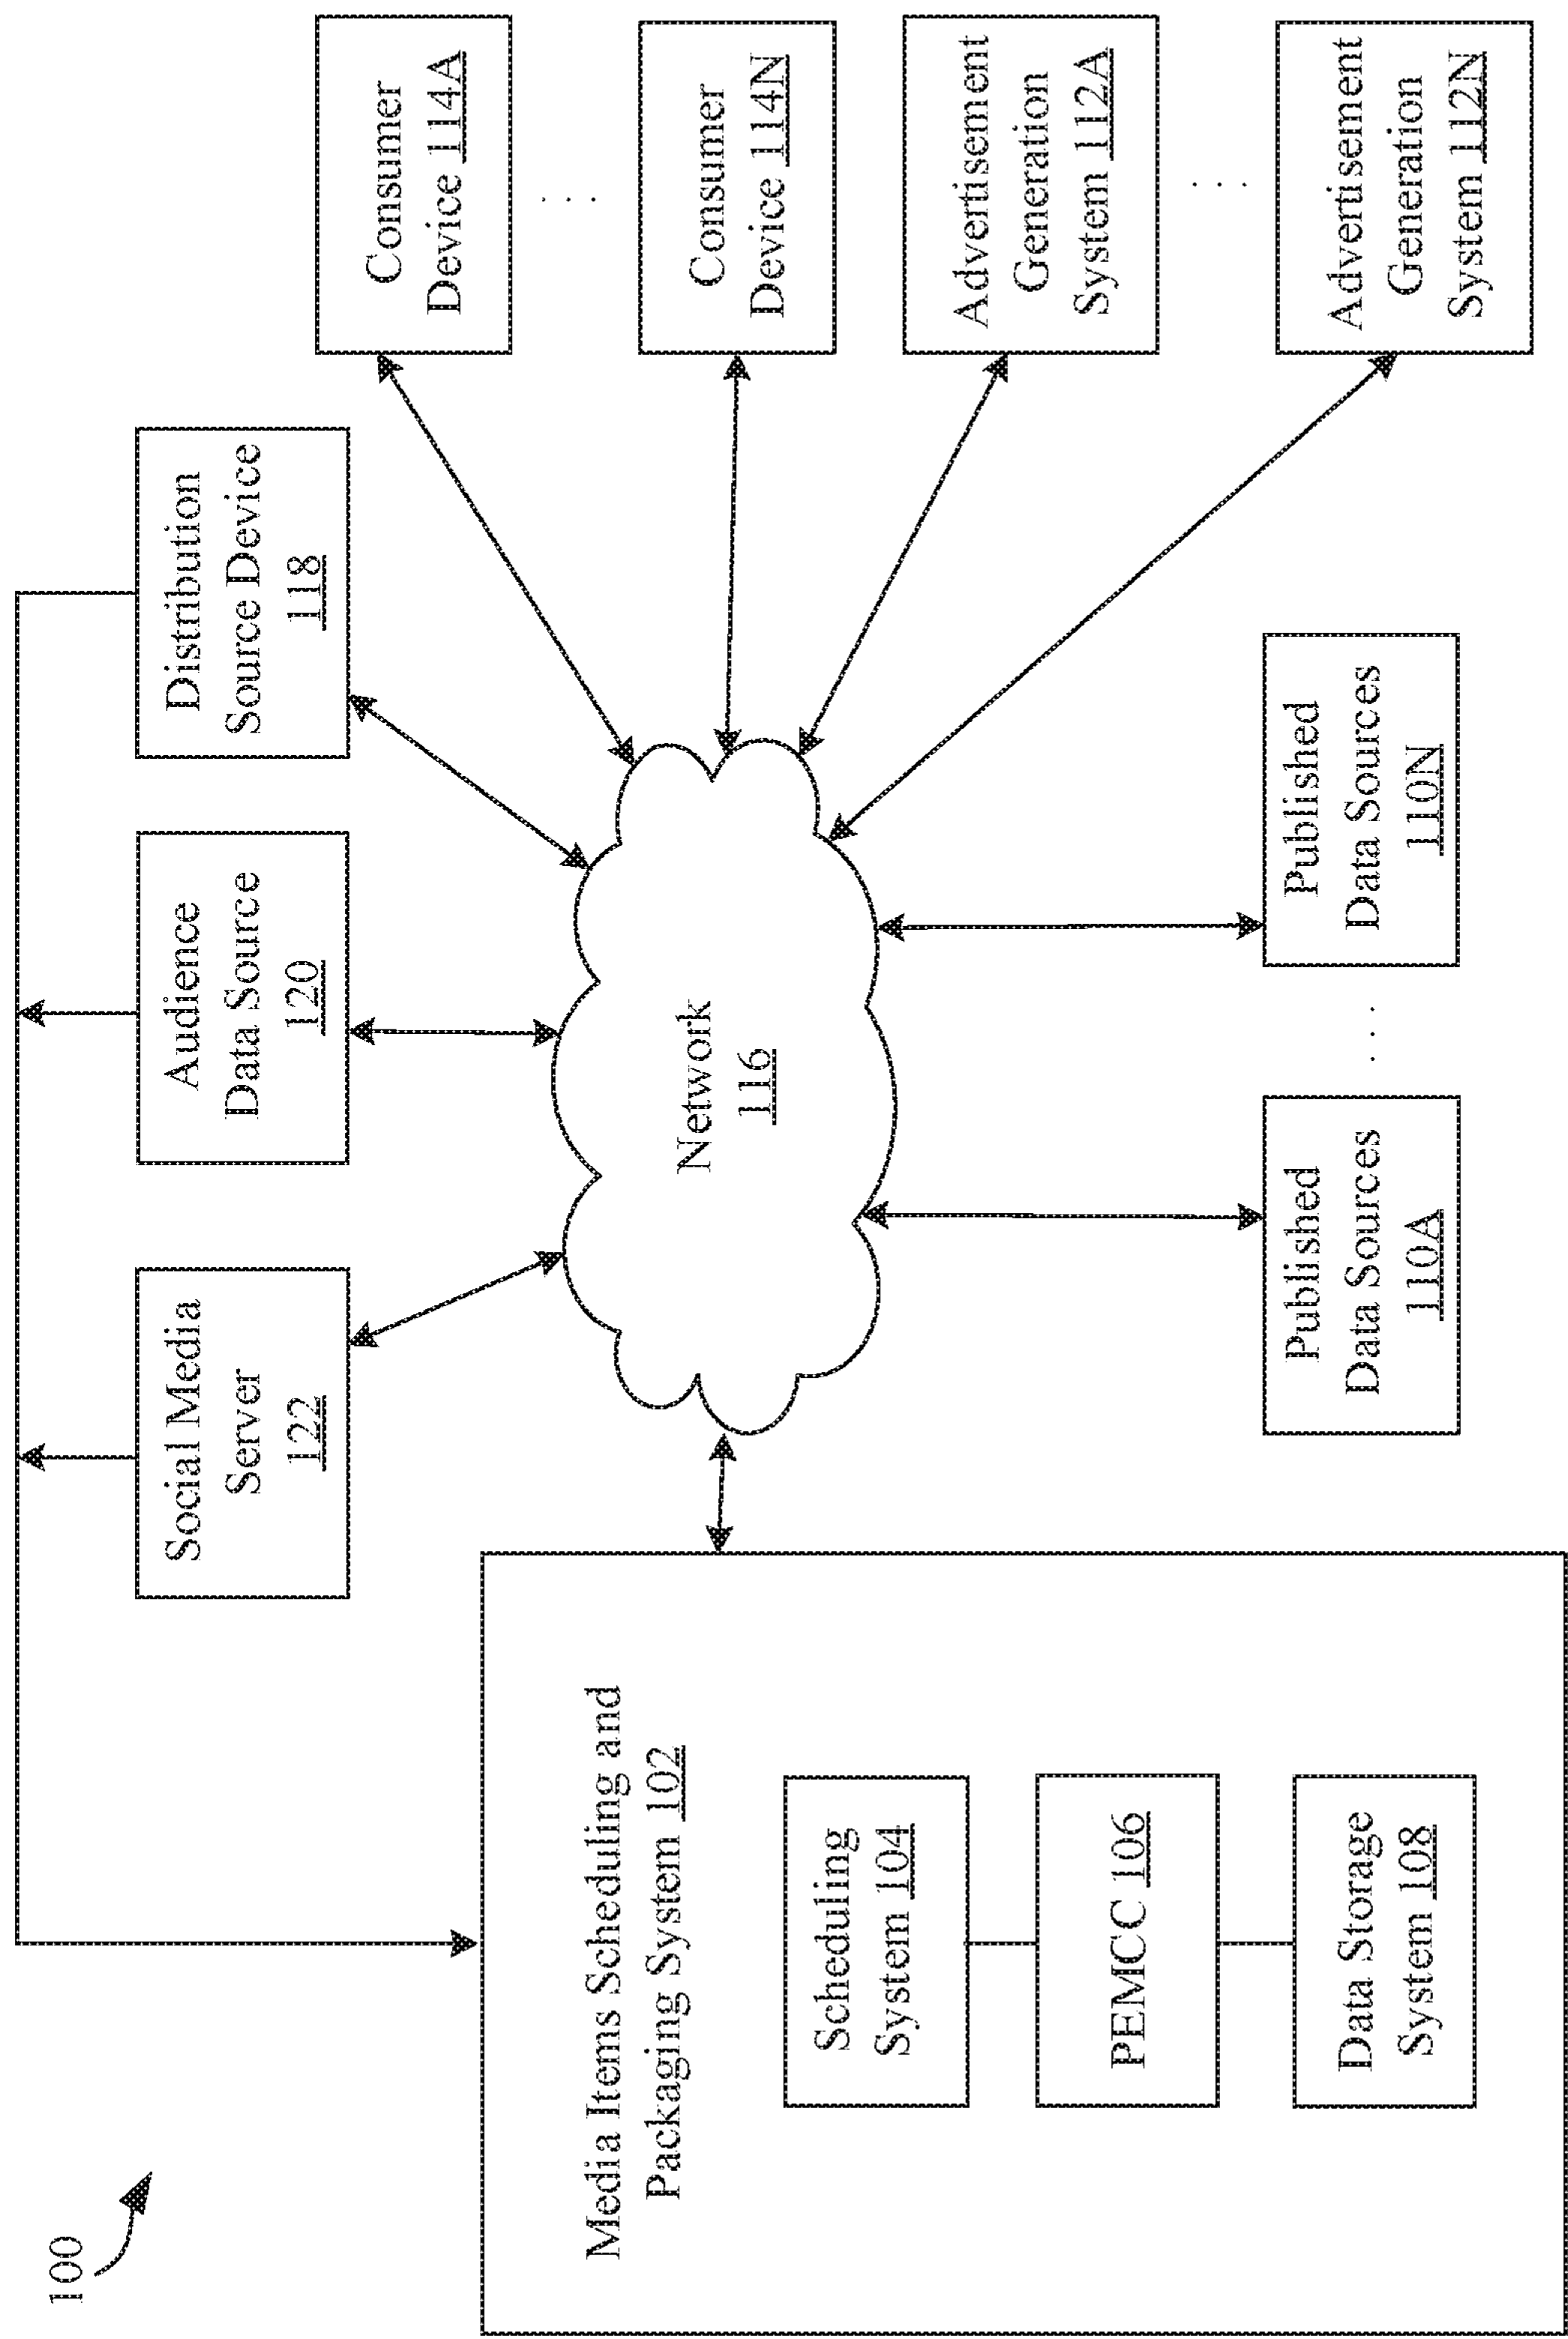 100
Social Media
Server
122
Audience
Data Source
120
Distribution
Source Device
118
Media Items Scheduling and
Packaging System 102
Scheduling
System 104
PEMCC 106
Data Storage
System 108
Network
116
Consumer
Device 114A
. . .
Consumer
Device 114N
Advertisement
Generation
System 112A
. . .
Advertisement
Generation
System 112N
Published
Data Sources
110A
. . .
Published
Data Sources
110N